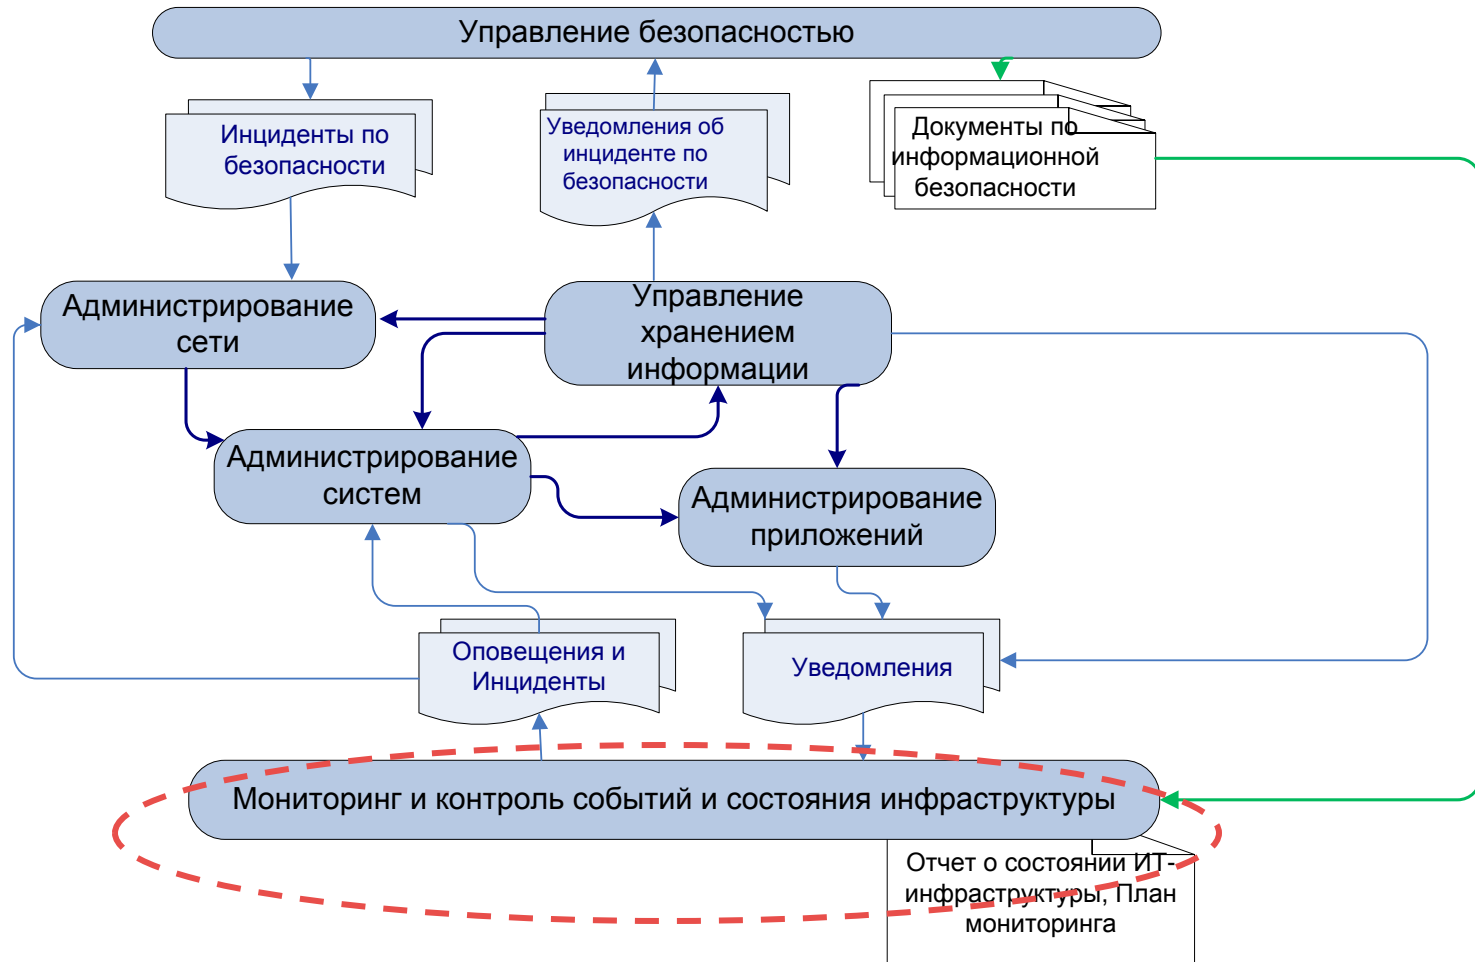 Управление безопасностью
Инциденты по
безопасности
Уведомления об
инциденте по
безопасности
Документы по
информационной
безопасности
Администрирование
сети
Управление
хранением
информации
Администрирование
систем
Администрирование
приложений
Оповещения и
Инциденты
Уведомления
Мониторинг и контроль событий и состояния инфраструктуры
Отчет о состоянии ИТ-
инфраструктуры, План
мониторинга